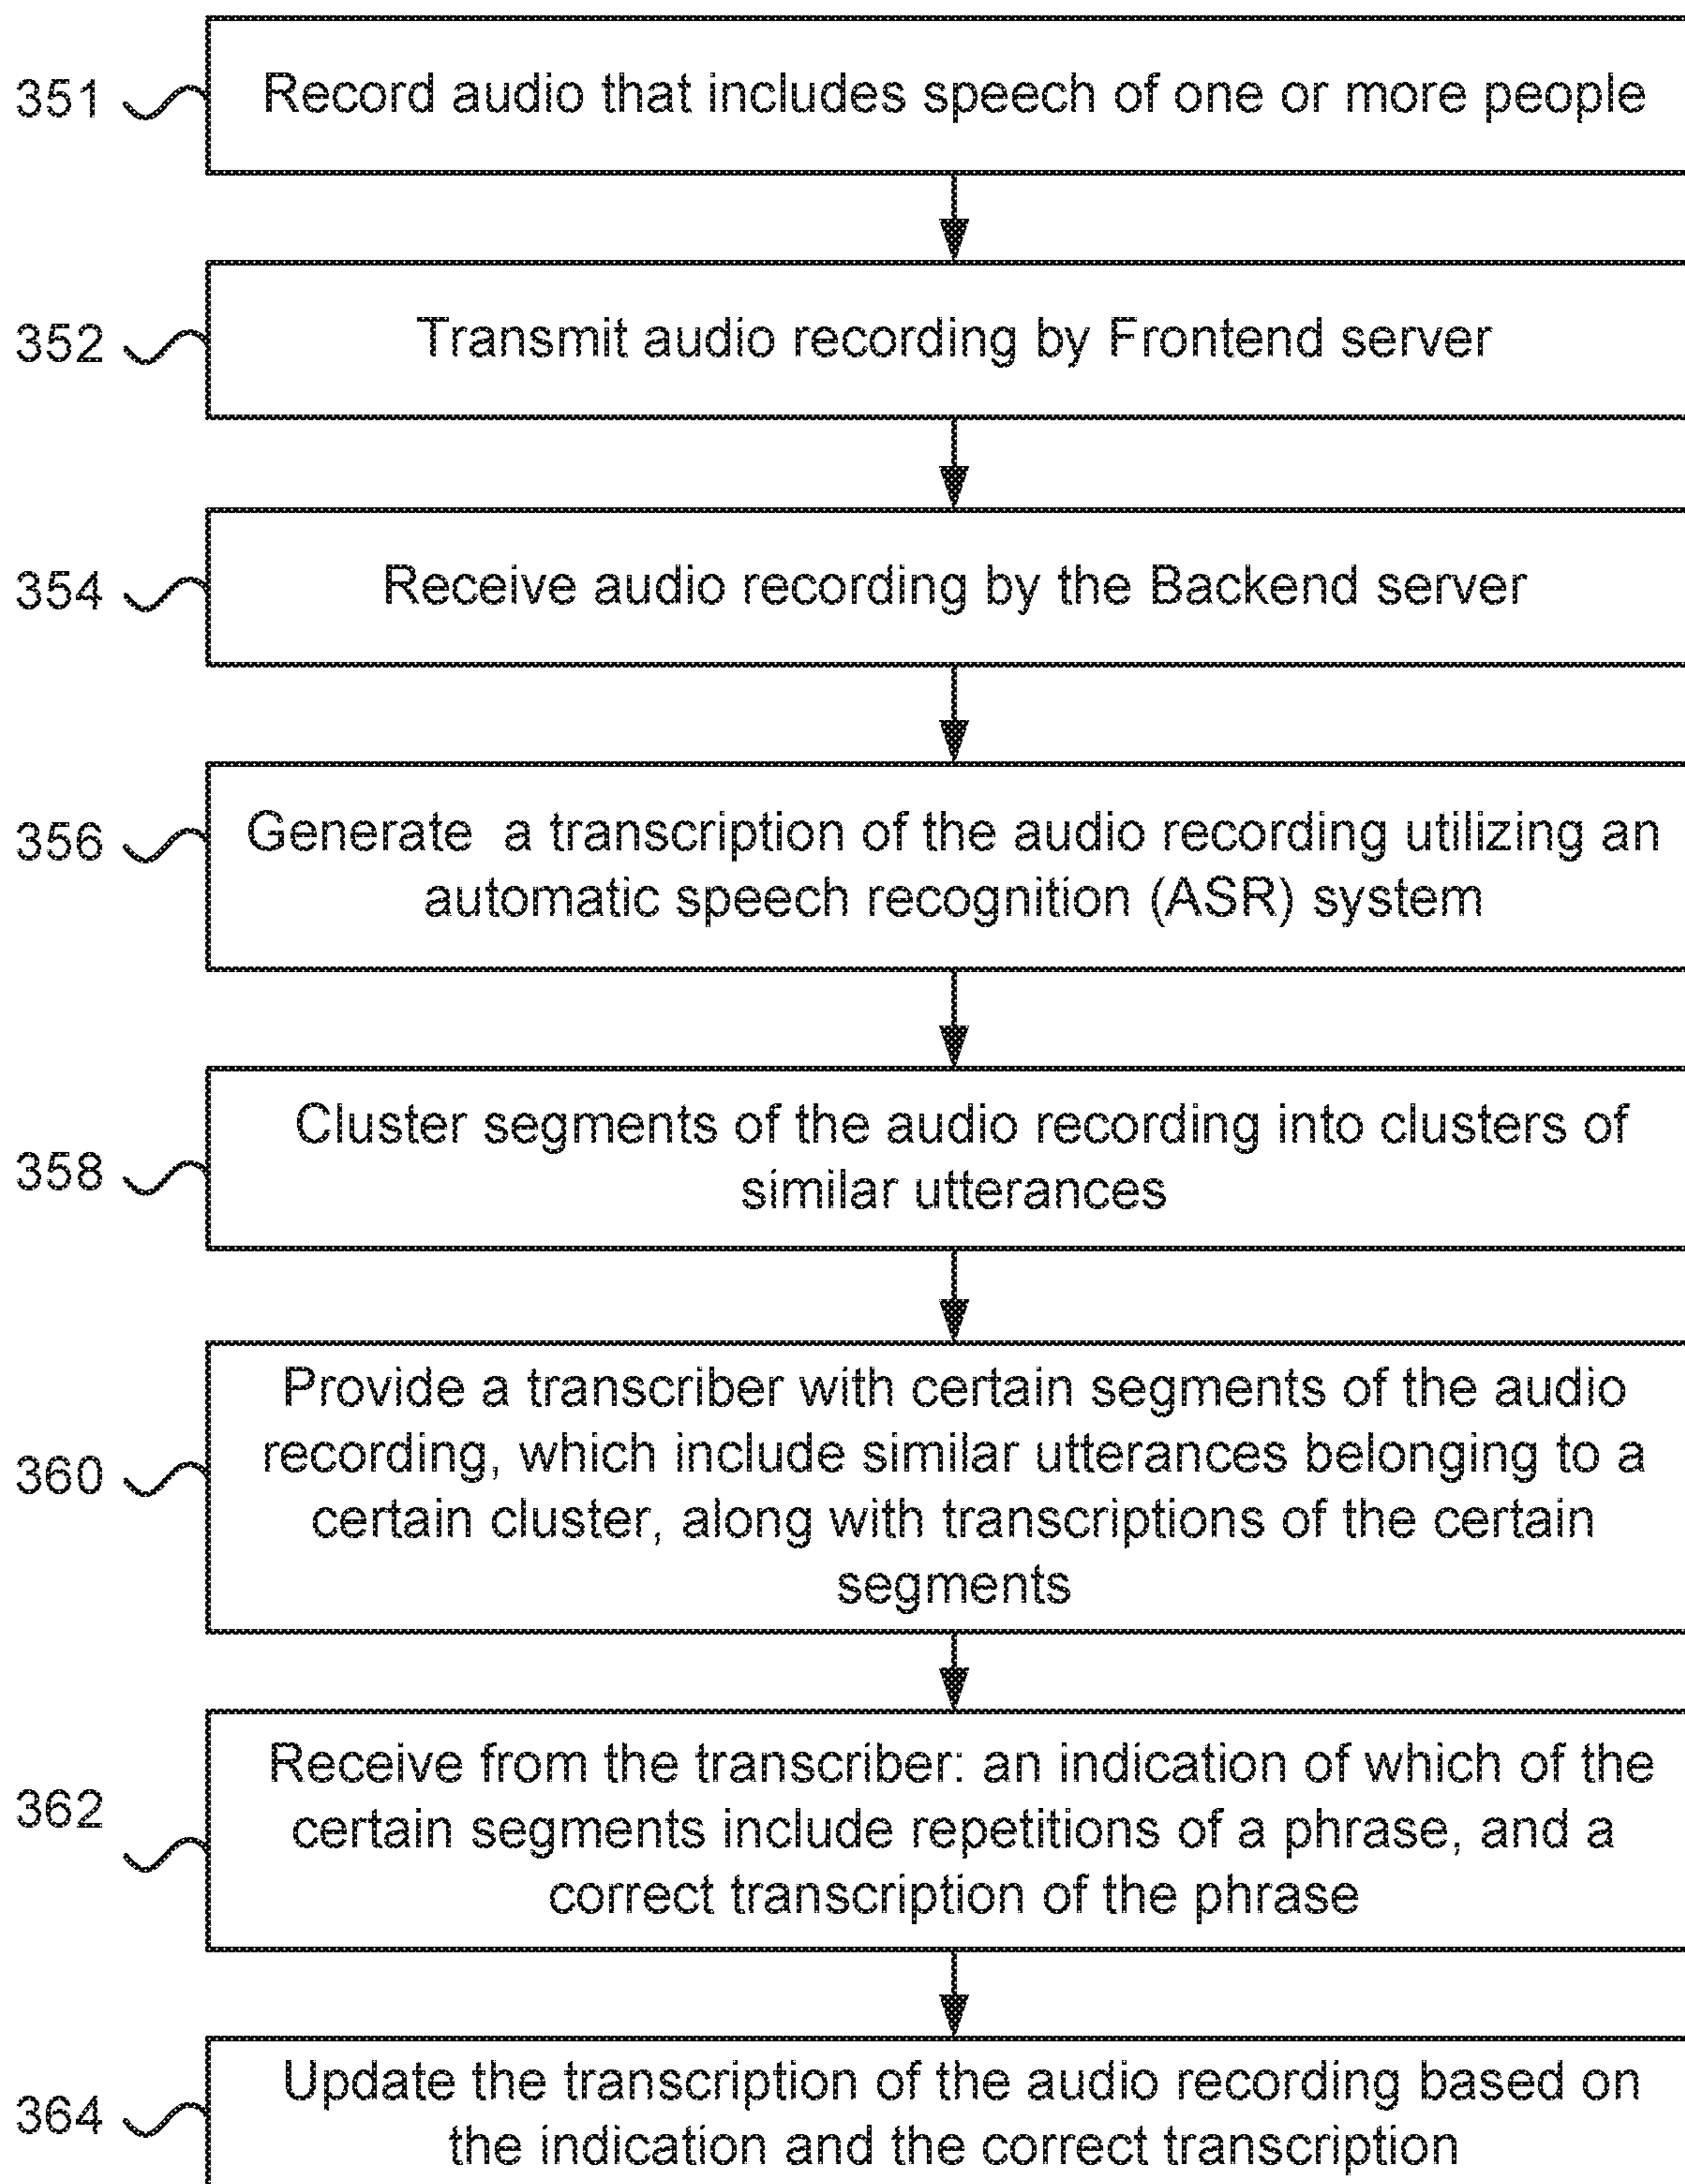 351 Record audio that includes speech of one or more people
352 Transmit audio recording by Frontend server
354 Receive audio recording by the Backend server
356 Generate a transcription of the audio recording utilizing an
automatic speech recognition (ASR) system
358 Cluster segments of the audio recording into clusters of
similar utterances
Provide a transcriber with certain segments of the audio
360 recording, which include similar utterances belonging to a
certain cluster, along with transcriptions of the certain
segments
Receive from the transcriber: an indication of which of the
362 certain segments include repetitions of a phrase, and a
correct transcription of the phrase
364 Update the transcription of the audio recording based on
the indication and the correct transcription